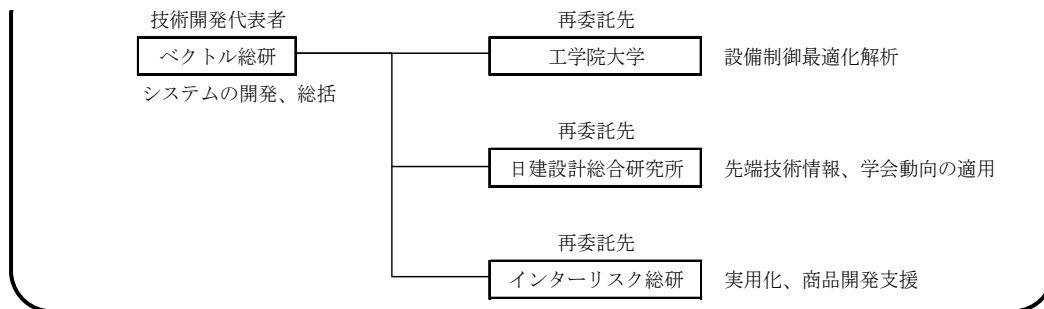 技術開発代表者
再委託先
ベクトル総研
工学院大学
設備制御最適化解析
システムの開発、総括
再委託先
日建設計総合研究所
先端技術情報、学会動向の適用
再委託先
インターリスク総研
実用化、商品開発支援